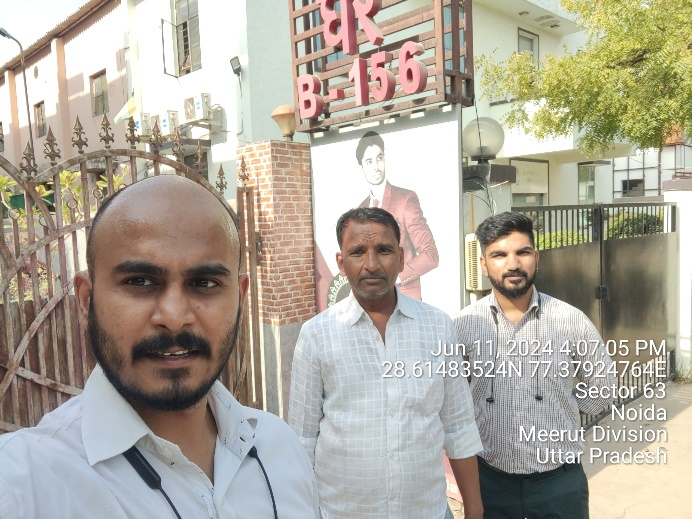 घर
B-156
Jun 11, 2024 4:07:05 PM
28.61483524N 77.37924764E
Sector 63
Noida
Meerut Division
Uttar Pradesh